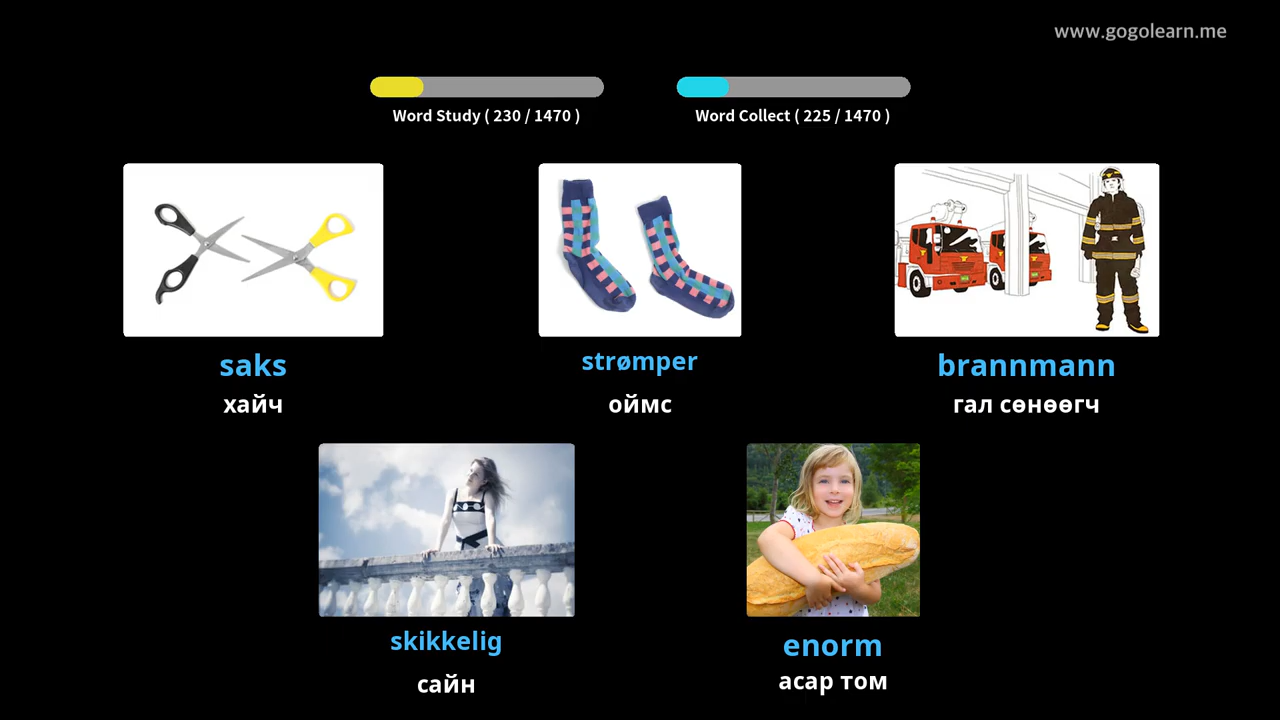 www.gogolearn.me
Word Study ( 230 / 1470 )
Word Collect ( 225 / 1470 )
saks
хайч
strømper
оймс
brannmann
гал сөнөөгч
skikkelig
сайн
enorm
асар том